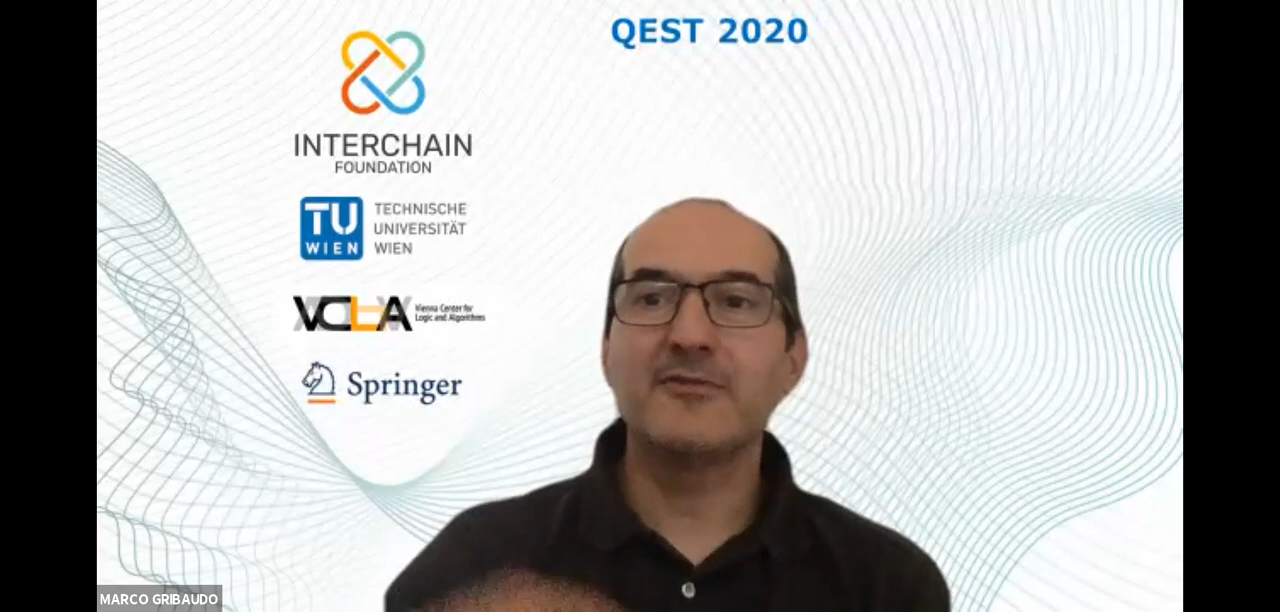 QEST 2020
INTERCHAIN
FOUNDATION
TU
WIEN
TECHNISCHE
UNIVERSITÄT
WIEN
VCLA
Vienna Center for
Logic and Algorithms
Springer
MARCO GRIBAUDO